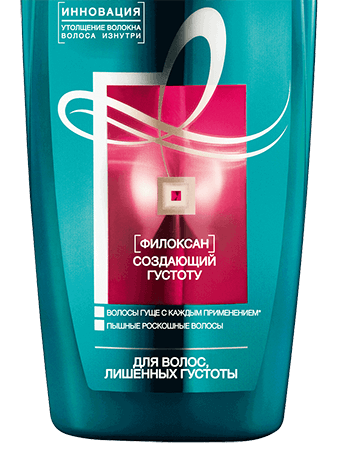 [ИННОВАЦИЯ
УТОЛЩЕНИЕ ВОЛОКНА
ВОЛОСА ИЗНУТРИ
[ФИЛОКСАН]
СОЗДАЮЩИЙ
ГУСТОТУ
ВОЛОСЫ ГУЩЕ С КАЖДЫМ ПРИМЕНЕНИЕМ*
ПЫШНЫЕ РОСКОШНЫЕ ВОЛОСЫ
ДЛЯ ВОЛОС,
ЛИШЕННЫХ ГУСТОТЫ